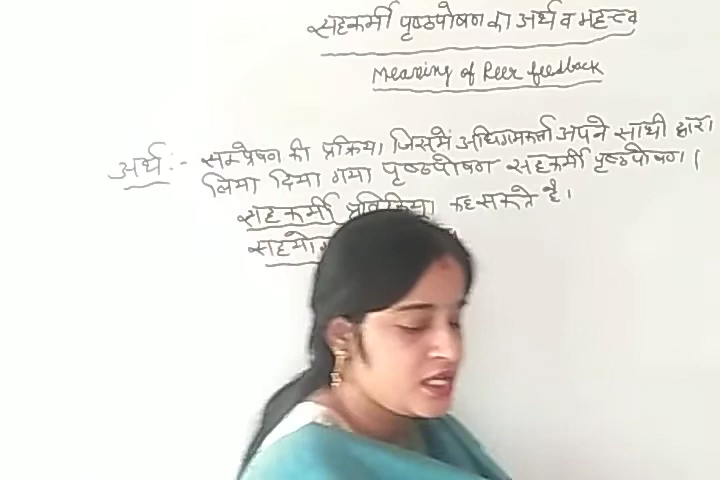 सहकर्मी पृष्ठपोषण का अर्थ व महत्त्व
Meaning of Peer feedback
अर्थ :- सम्प्रेषण की प्रक्रिया जिसमें अधिगमकर्ता अपने साथी द्वारा
लिया दिया गया पृष्ठपोषण सहकर्मी पृष्ठपोषण।
सहकर्मी प्रतिक्रिया कह सकते है।